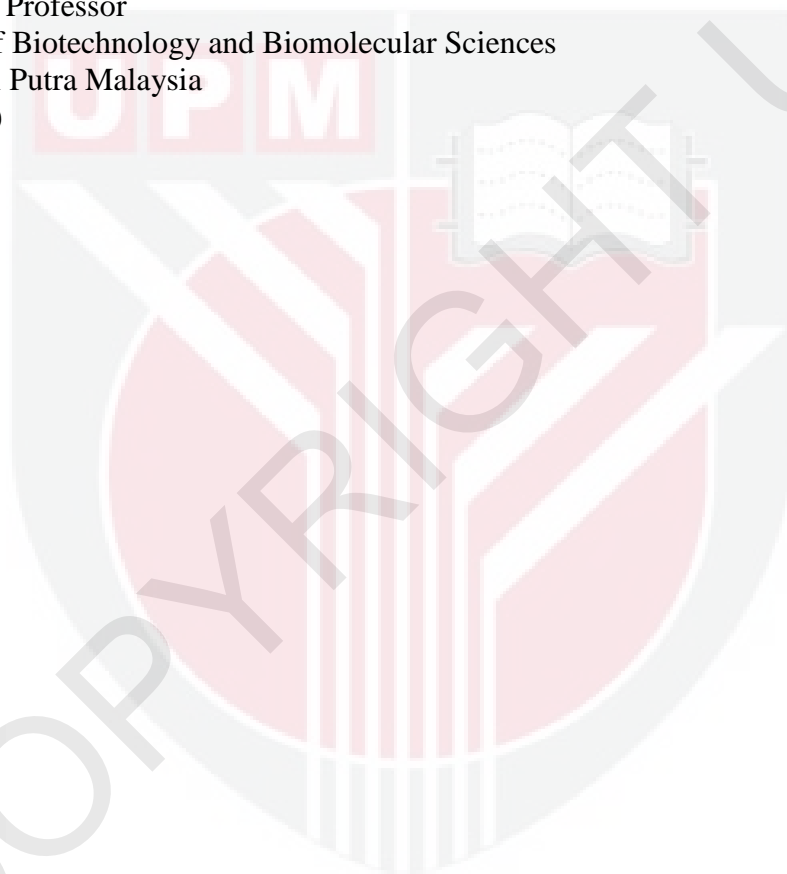 Professor
f Biotechnology and Biomolecular Sciences
Putra Malaysia
)
UPM
COPYRIGHT U